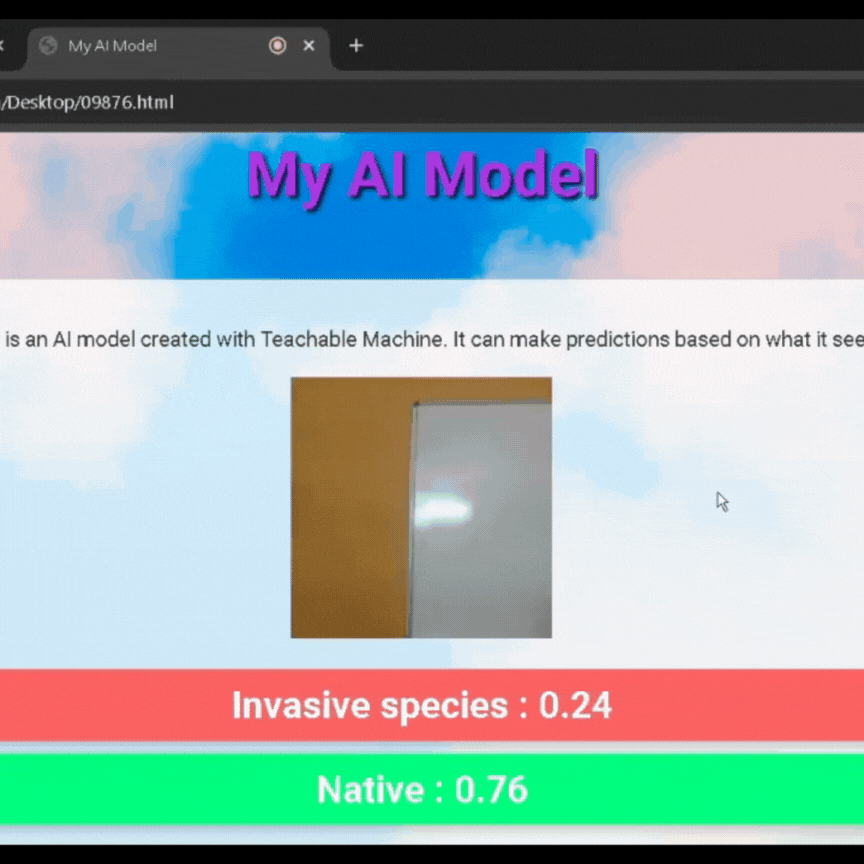 My AI Model
/Desktop/09876.html
My AI Model
is an AI model created with Teachable Machine. It can make predictions based on what it see
Invasive species : 0.24
Native : 0.76